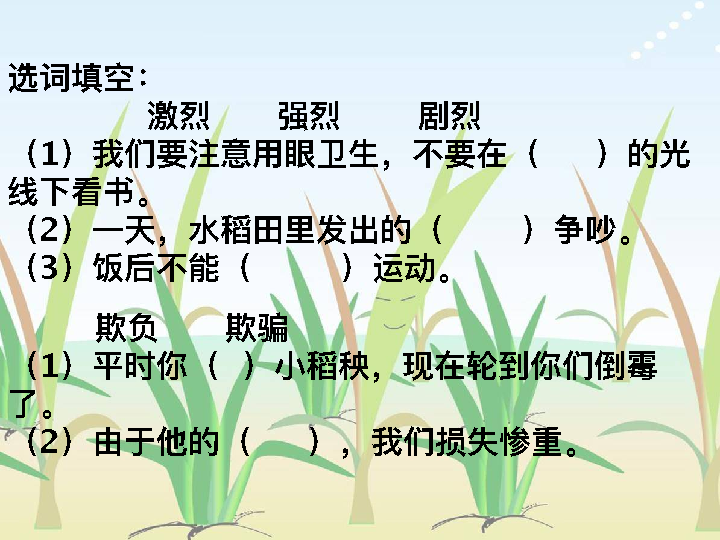 选词填空：
激烈 强烈 剧烈
（1）我们要注意用眼卫生，不要在（ ）的光
线下看书。
（2）一天，水稻田里发出的（ ）争吵。
（3）饭后不能（ ）运动。
欺负 欺骗
（1）平时你（ ）小稻秧，现在轮到你们倒霉
了。
（2）由于他的（ ），我们损失惨重。